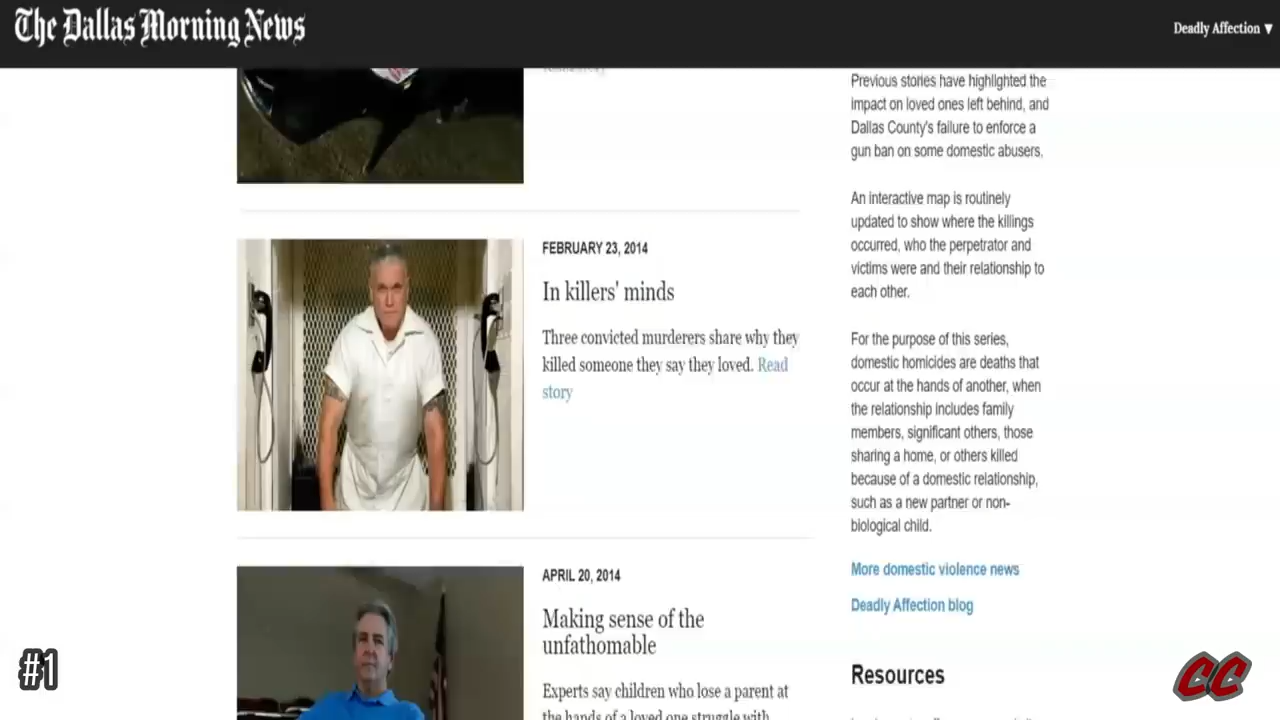 The Dallas Morning News
Deadly Affection ▼
FEBRUARY 23, 2014
In killers' minds
Three convicted murderers share why they
killed someone they say they loved. Read
story
APRIL 20, 2014
Making sense of the
unfathomable
Experts say children who lose a parent at
the hands of a loved one struggle with
Previous stories have highlighted the
impact on loved ones left behind, and
Dallas County's failure to enforce a
gun ban on some domestic abusers.
An interactive map is routinely
updated to show where the killings
occurred, who the perpetrator and
victims were and their relationship to
each other.
For the purpose of this series,
domestic homicides are deaths that
occur at the hands of another, when
the relationship includes family
members, significant others, those
sharing a home, or others killed
because of a domestic relationship,
such as a new partner or non-
biological child.
More domestic violence news
Deadly Affection blog
Resources
#1
CC